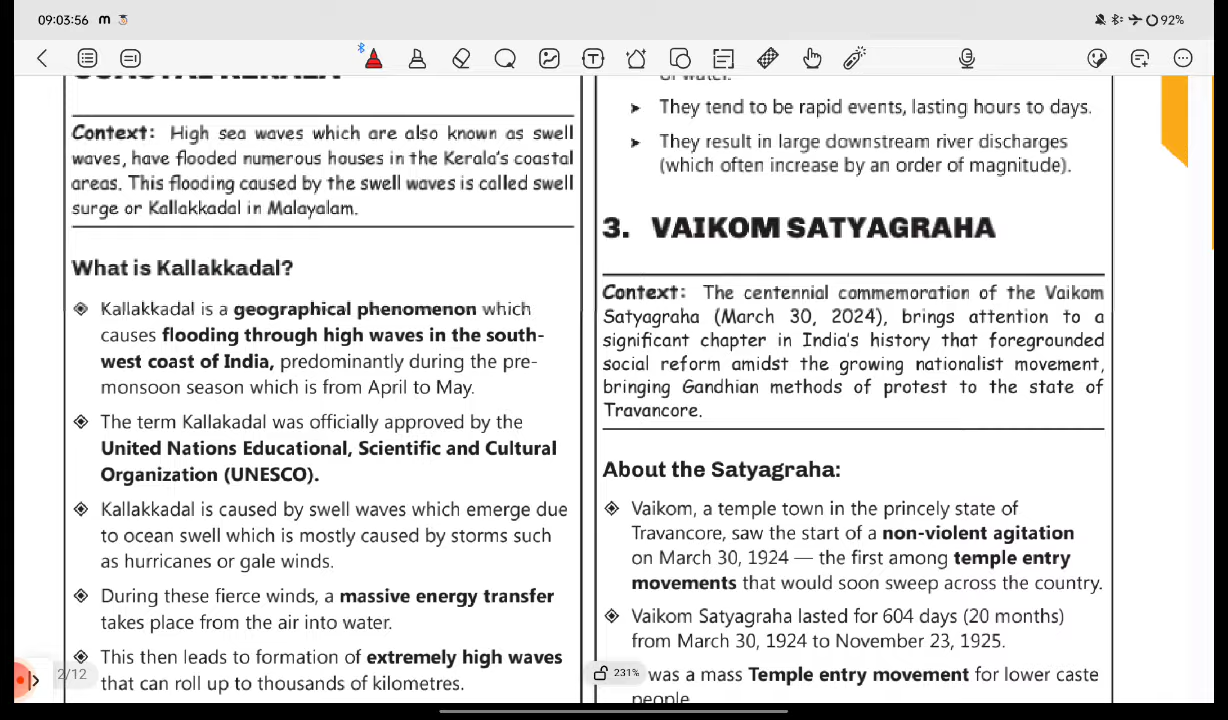 09:03:56 m
92%
COASTAL KERALA
Context: High sea waves which are also known as swell
waves, have flooded numerous houses in the Kerala's coastal
areas. This flooding caused by the swell waves is called swell
surge or Kallakkadal in Malayalam.
What is Kallakkadal?
Kallakkadal is a geographical phenomenon which
causes flooding through high waves in the south-
west coast of India, predominantly during the pre-
monsoon season which is from April to May.
The term Kallakadal was officially approved by the
United Nations Educational, Scientific and Cultural
Organization (UNESCO).
Kallakkadal is caused by swell waves which emerge due
to ocean swell which is mostly caused by storms such
as hurricanes or gale winds.
During these fierce winds, a massive energy transfer
takes place from the air into water.
This then leads to formation of extremely high waves
that can roll up to thousands of kilometres.
2/12
of water.
They tend to be rapid events, lasting hours to days.
They result in large downstream river discharges
(which often increase by an order of magnitude).
3. VAIKOM SATYAGRAHA
Context: The centennial commemoration of the Vaikom
Satyagraha (March 30, 2024), brings attention to a
significant chapter in India's history that foregrounded
social reform amidst the growing nationalist movement,
bringing Gandhian methods of protest to the state of
Travancore.
About the Satyagraha:
Vaikom, a temple town in the princely state of
Travancore, saw the start of a non-violent agitation
on March 30, 1924 — the first among temple entry
movements that would soon sweep across the country.
Vaikom Satyagraha lasted for 604 days (20 months)
from March 30, 1924 to November 23, 1925.
231%
was a mass Temple entry movement for lower caste
people